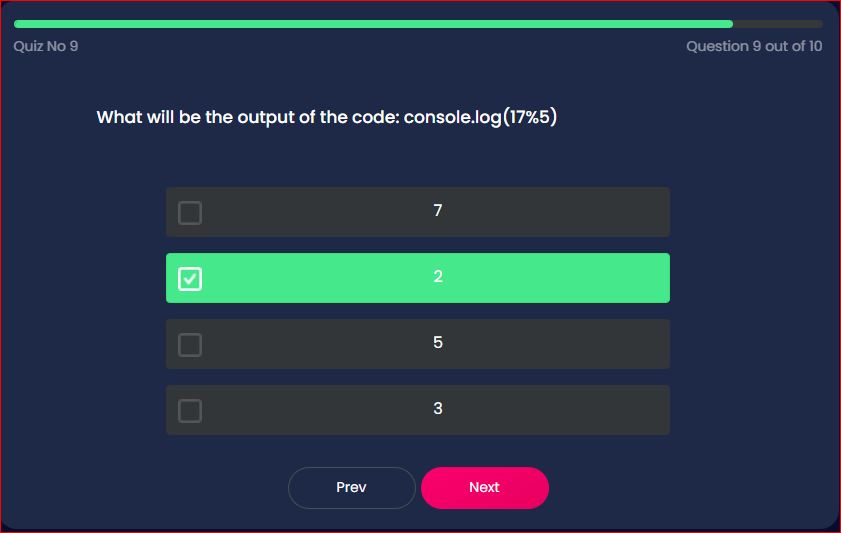 Quiz No 9
Question 9 out of 10
What will be the output of the code: console.log(17%5)
7
2
5
3
Prev
Next